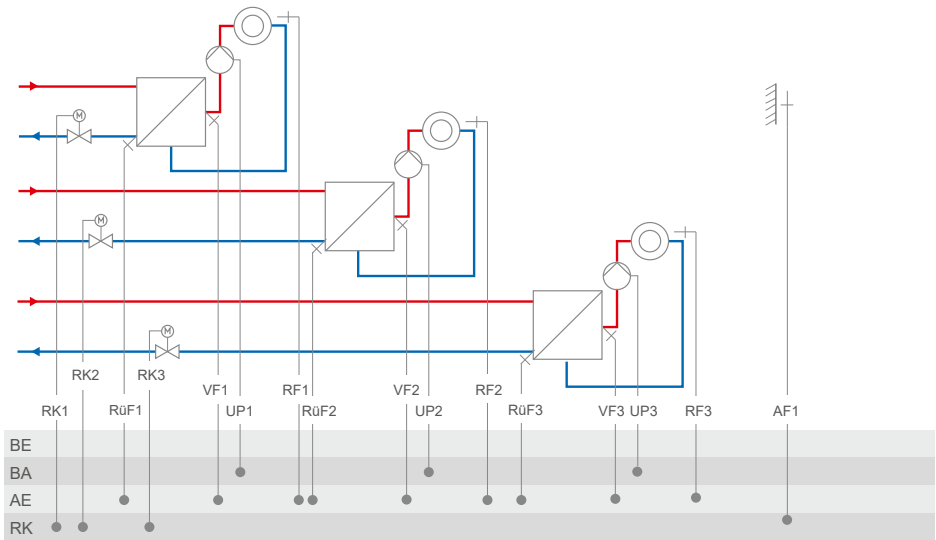 M
M
M
RK2
RK3
VF1
RF1
VF2
RF2
RK1
RüF1
UP1
RüF2
UP2
RüF3
VF3
UP3
RF3
AF1
BE
BA
AE
RK